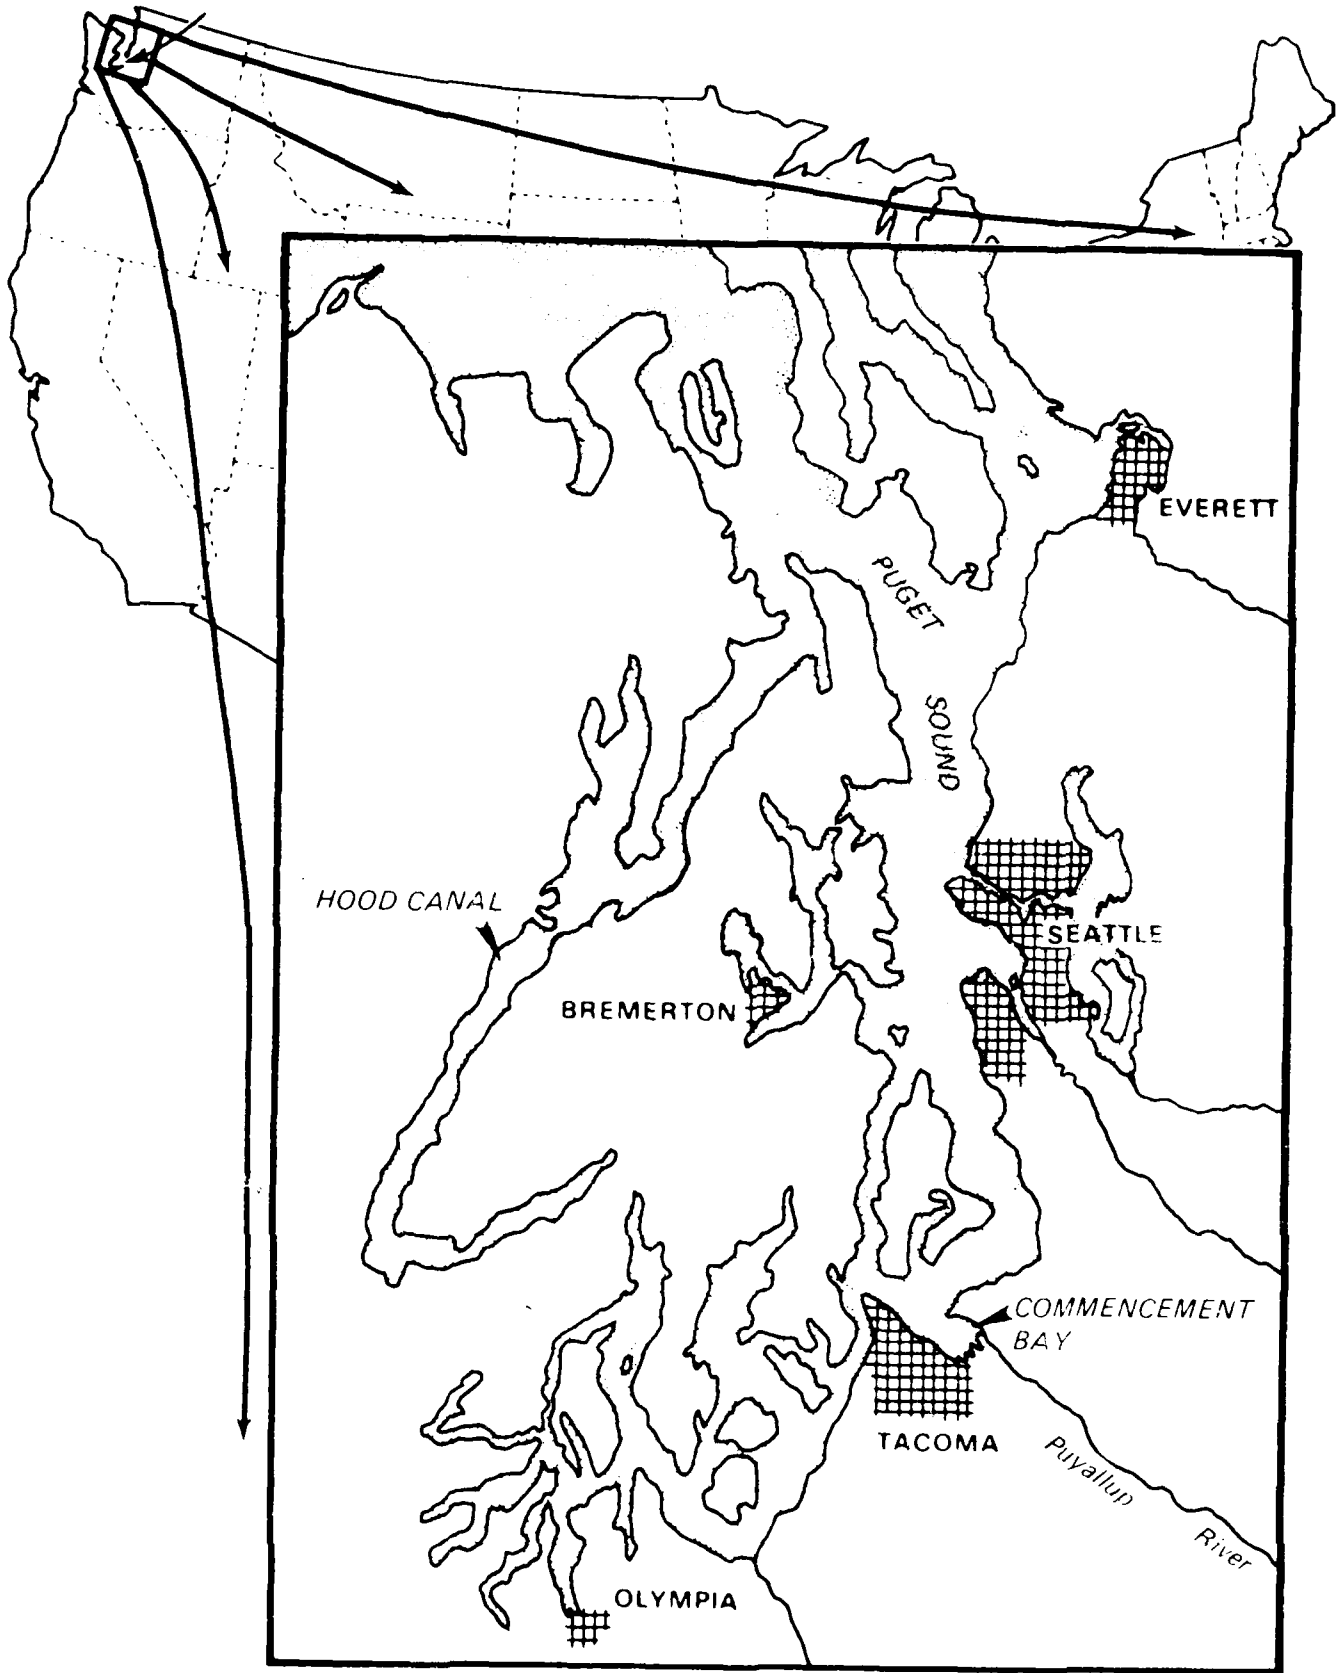 EVERETT
PUGET
SOUND
HOOD CANAL
SEATTLE
BREMERTON
COMMENCEMENT
BAY
TACOMA
Puyallup
River
OLYMPIA